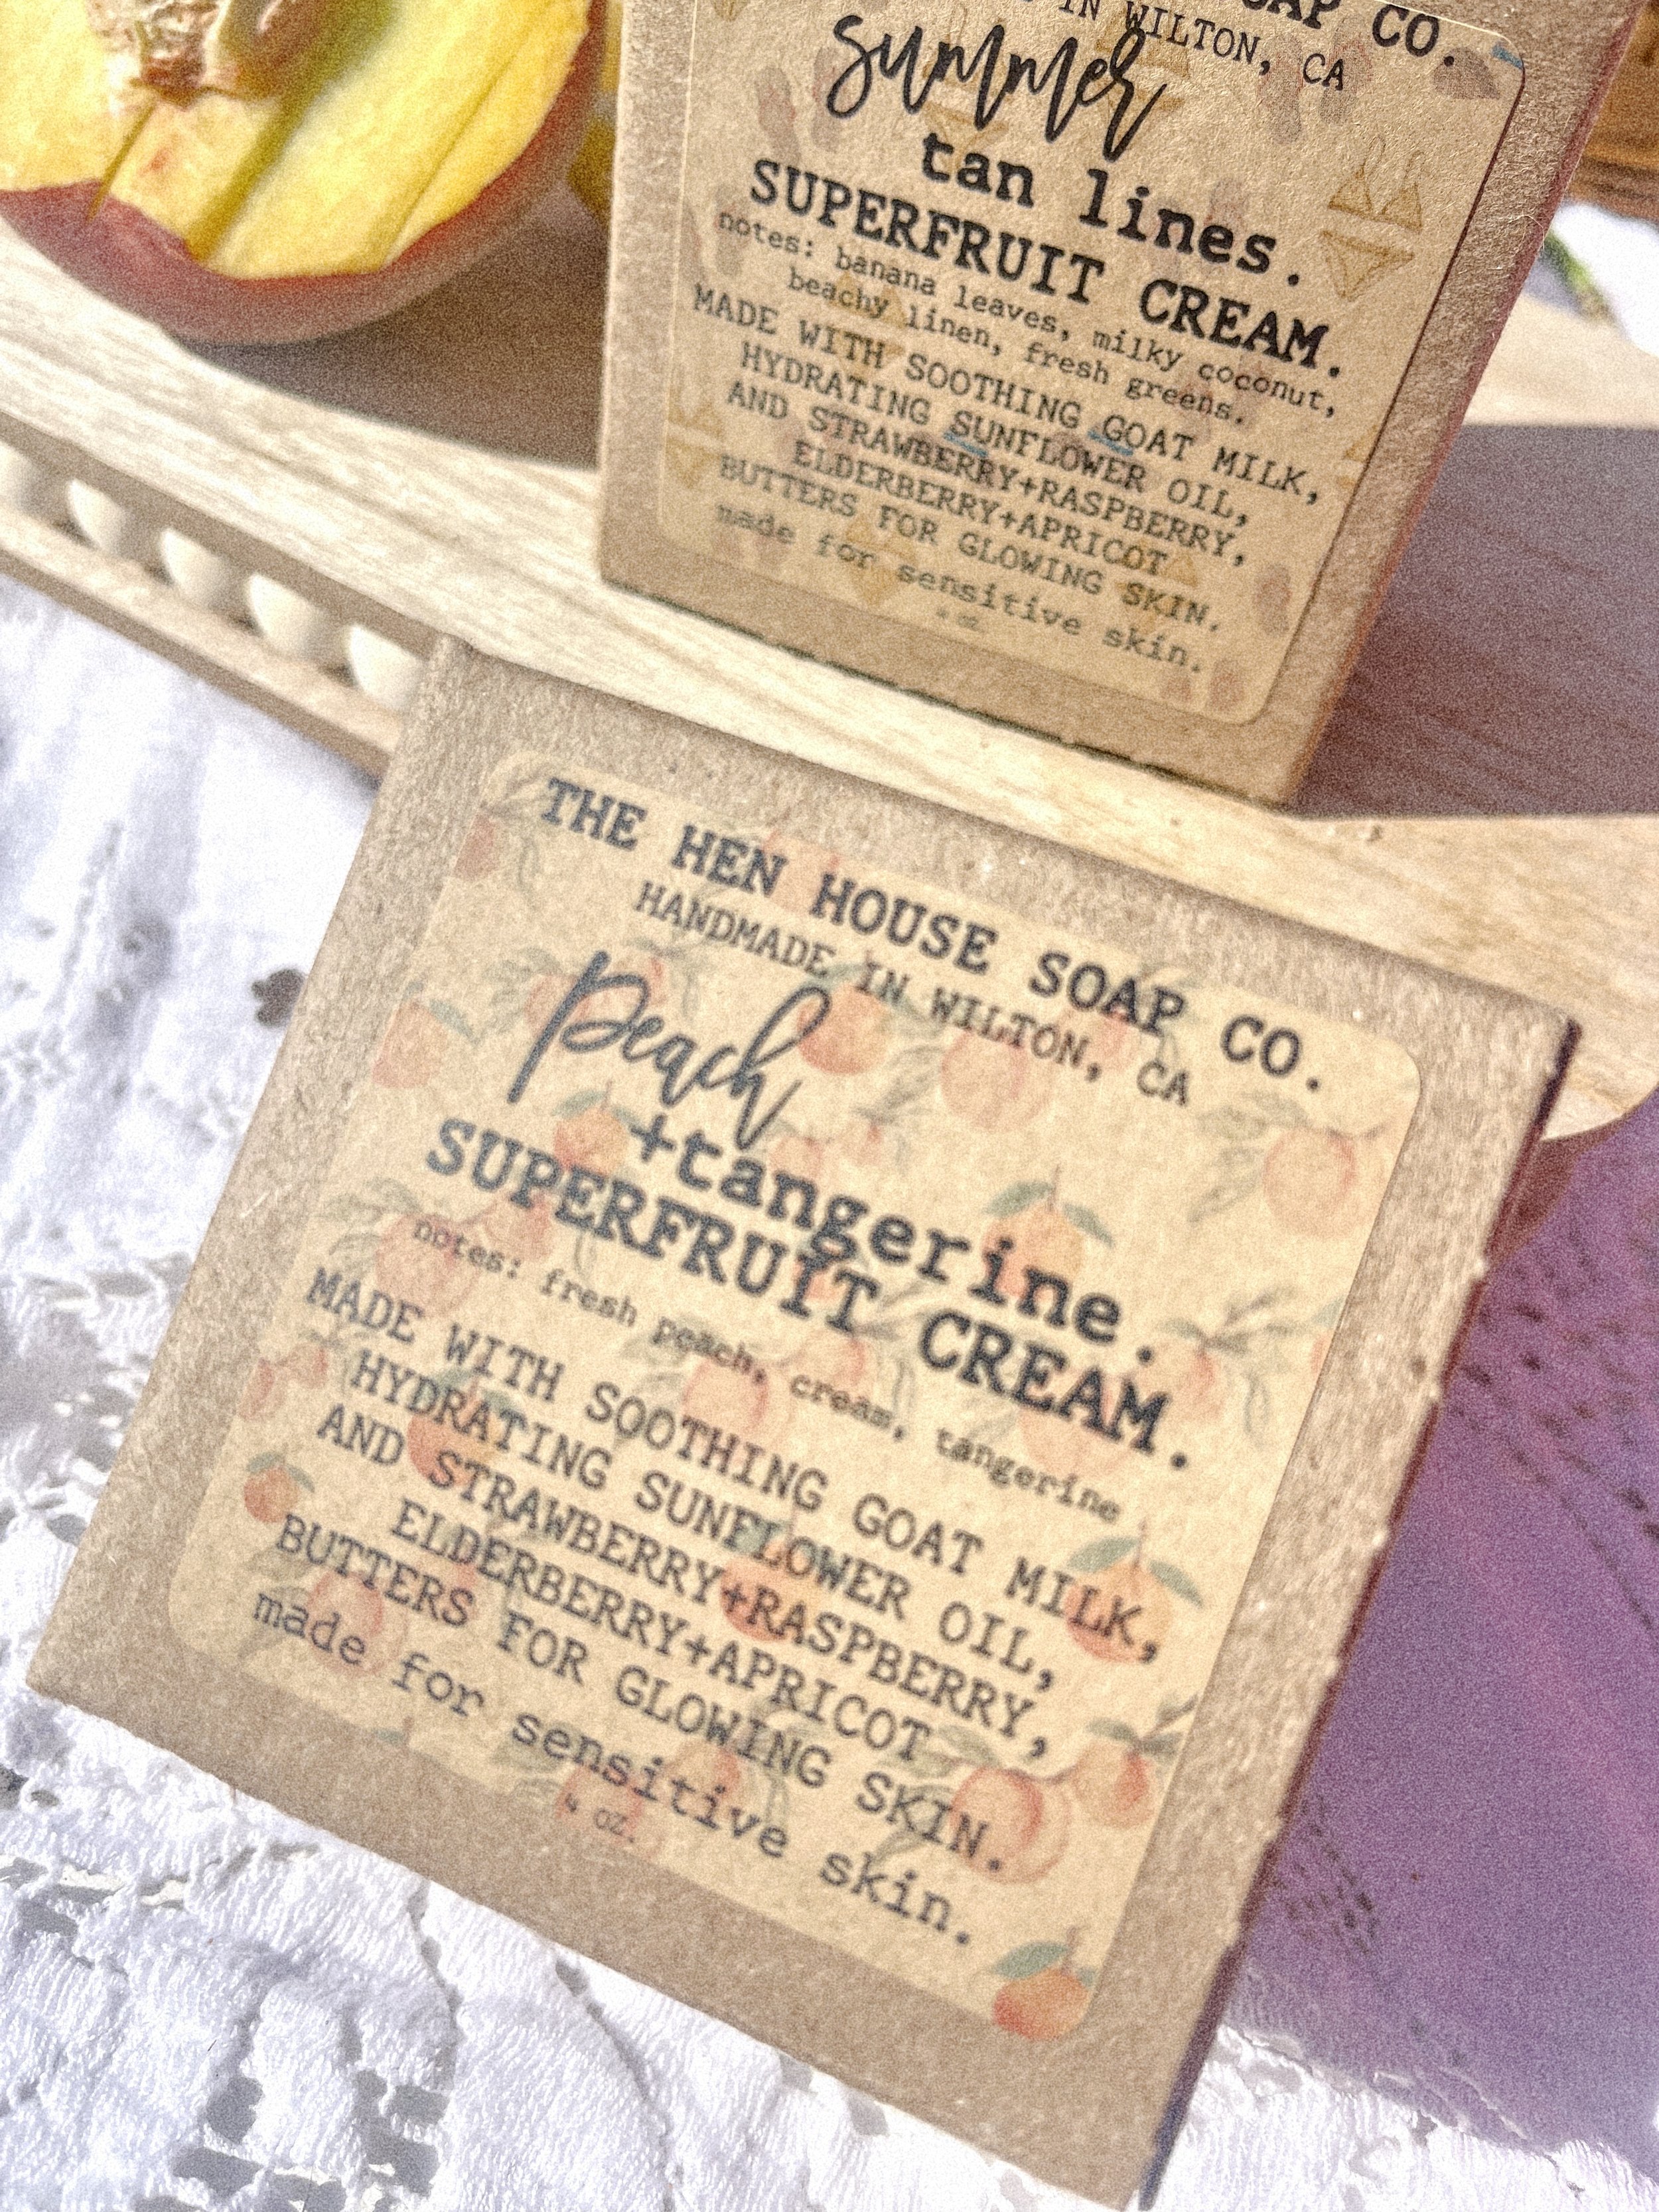 SOAP CO.
IN WILTON, CA
summer
tan lines.
SUPERFRUIT CREAM.
notes: banana leaves, milky coconut,
beachy linen, fresh greens.
MADE WITH SOOTHING GOAT MILK,
HYDRATING SUNFLOWER OIL,
AND STRAWBERRY+RASPBERRY,
ELDERBERRY+APRICOT
BUTTERS FOR GLOWING SKIN.
made for sensitive skin.
4 oz.
THE HEN HOUSE SOAP CO.
HANDMADE IN WILTON, CA
peach
+tangerine.
SUPERFRUIT CREAM.
notes: fresh peach, cream, tangerine
MADE WITH SOOTHING GOAT MILK,
HYDRATING SUNFLOWER OIL,
AND STRAWBERRY+RASPBERRY,
ELDERBERRY+APRICOT
BUTTERS FOR GLOWING SKIN.
made for sensitive skin.
4 oz.